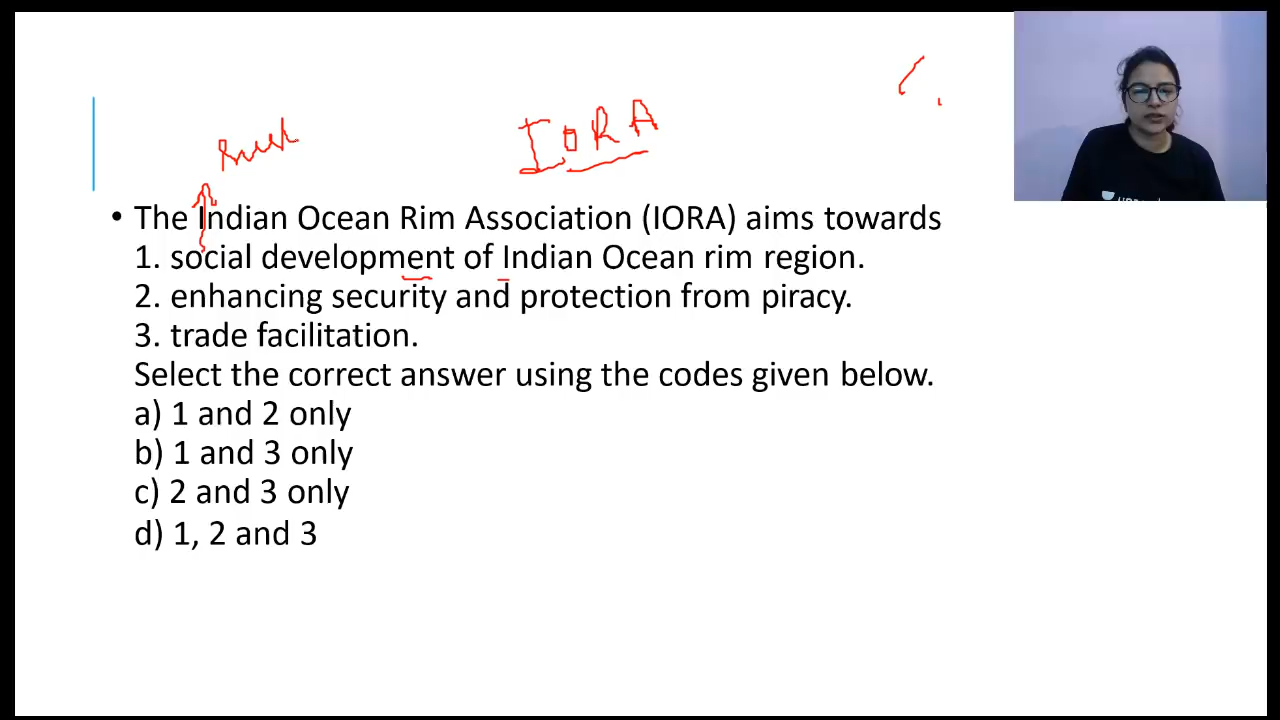 IORA
• The Indian Ocean Rim Association (IORA) aims towards
1. social development of Indian Ocean rim region.
2. enhancing security and protection from piracy.
3. trade facilitation.
Select the correct answer using the codes given below.
a) 1 and 2 only
b) 1 and 3 only
c) 2 and 3 only
d) 1, 2 and 3